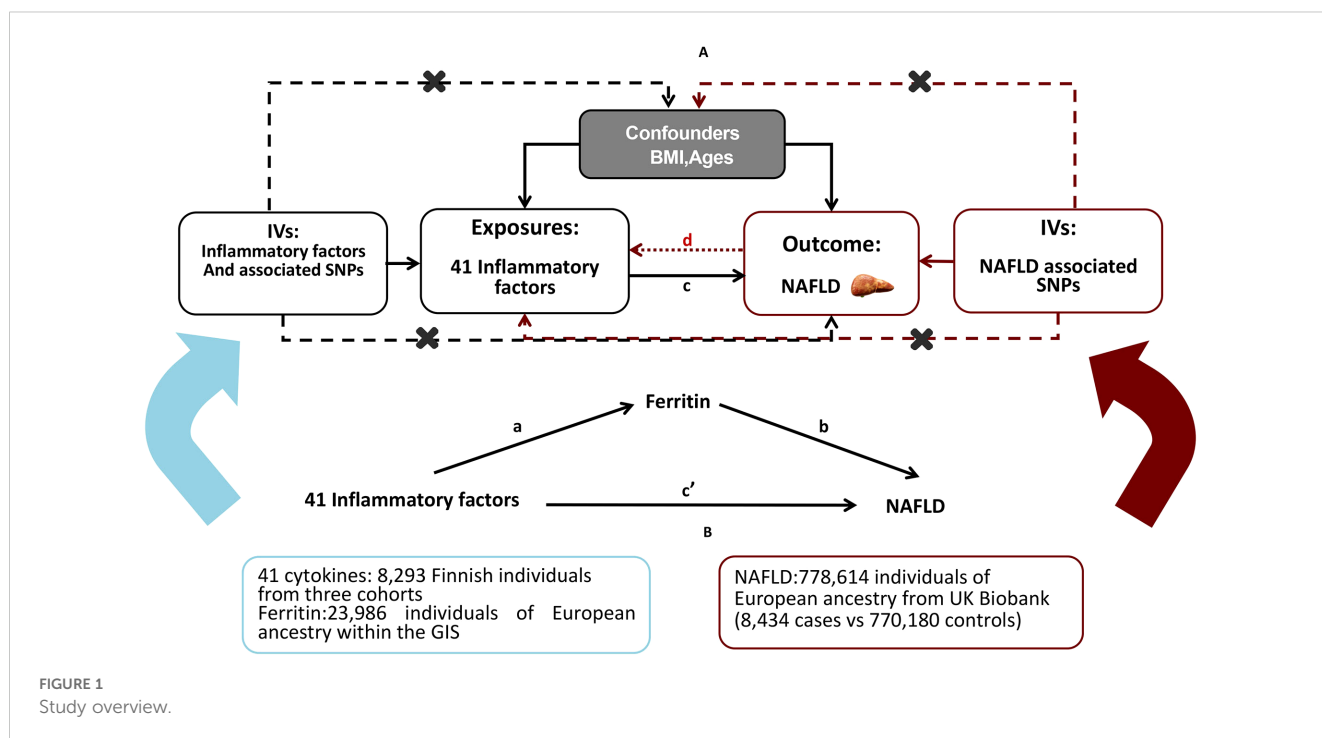 A
Confounders
BMI,Ages
IVs:
Inflammatory factors
And associated SNPs
Exposures:
41 Inflammatory
factors
d
c
Outcome:
NAFLD
IVs:
NAFLD associated
SNPs
Ferritin
a
b
41 Inflammatory factors
c’
NAFLD
B
41 cytokines: 8,293 Finnish individuals
from three cohorts
Ferritin:23,986 individuals of European
ancestry within the GIS
NAFLD:778,614 individuals of
European ancestry from UK Biobank
(8,434 cases vs 770,180 controls)
FIGURE 1
Study overview.